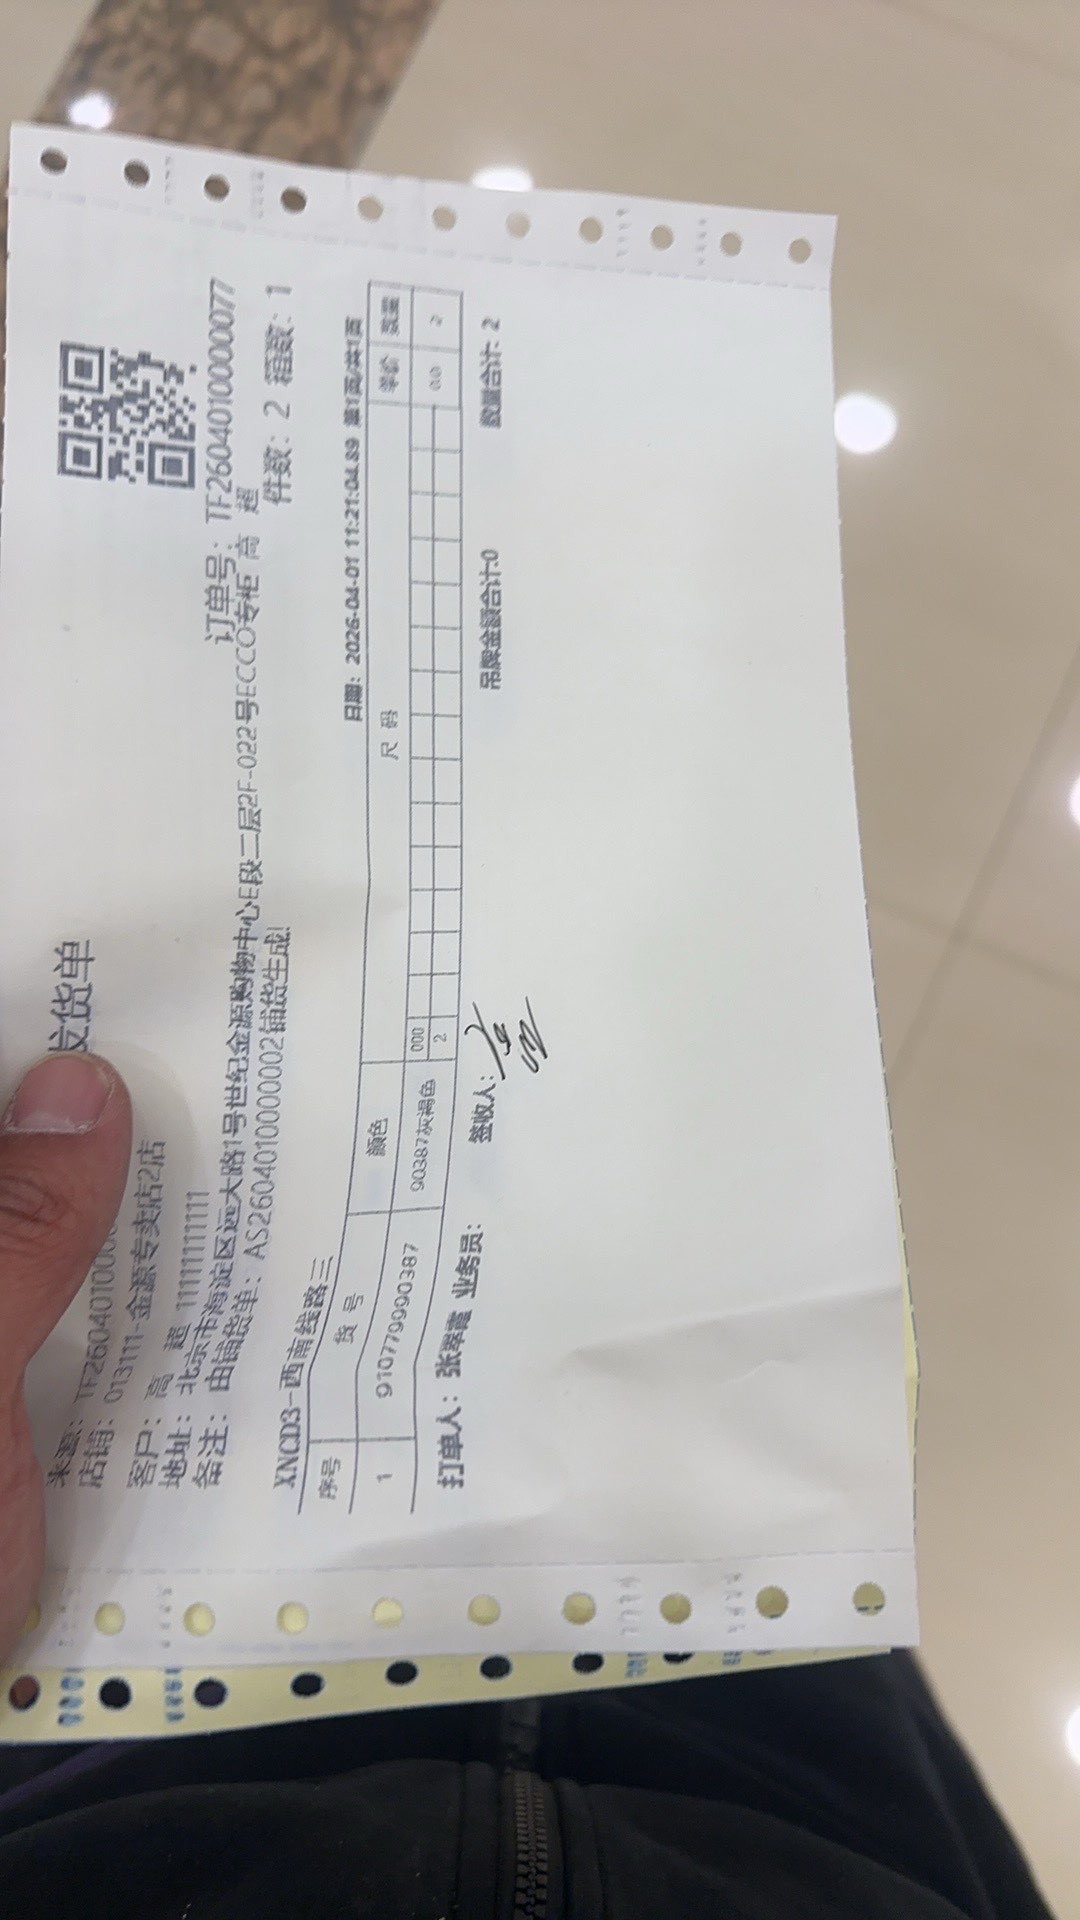 发货单
来源: TF260401000
订单号: TF260401000000077
店铺: 013111-金源专卖店2店
客户: 高 超 11111111111
地址: 北京市海淀区远大路1号世纪金源购物中心E段二层2F-022号ECCO专柜 高 超
备注: 由铺货单: AS260401000002铺货生成!
件数: 2 箱数: 1
XNCD3-西南线路三
日期: 2026-04-01 11:21:04.89 第1页/共1页
序号 货号 颜色 尺码 单价 数量
000
1 91077990387 90387灰褐色 2 0.0 2
打单人: 张翠霞 业务员: 签收人: 吊牌金额合计:0 数量合计: 2